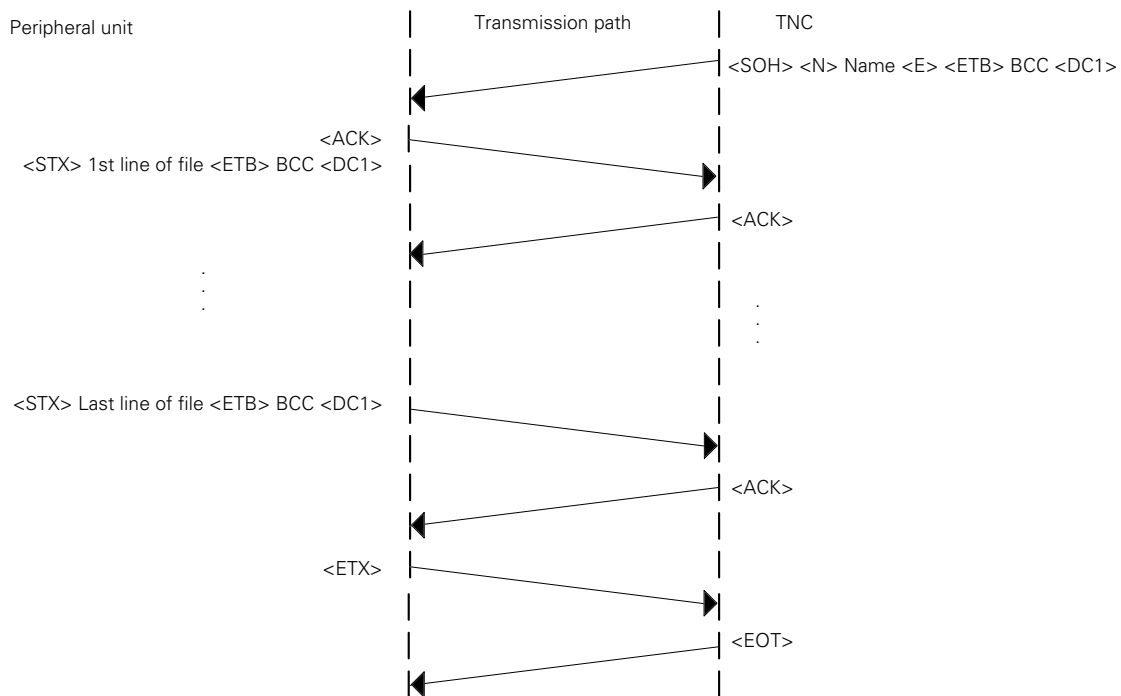 Peripheral unit
Transmission path
TNC
<SOH> <N> Name <E> <ETB> BCC <DC1>
<ACK>
<STX> 1st line of file <ETB> BCC <DC1>
<ACK>
.
.
.
.
.
.
<STX> Last line of file <ETB> BCC <DC1>
<ACK>
<ETX>
<EOT>